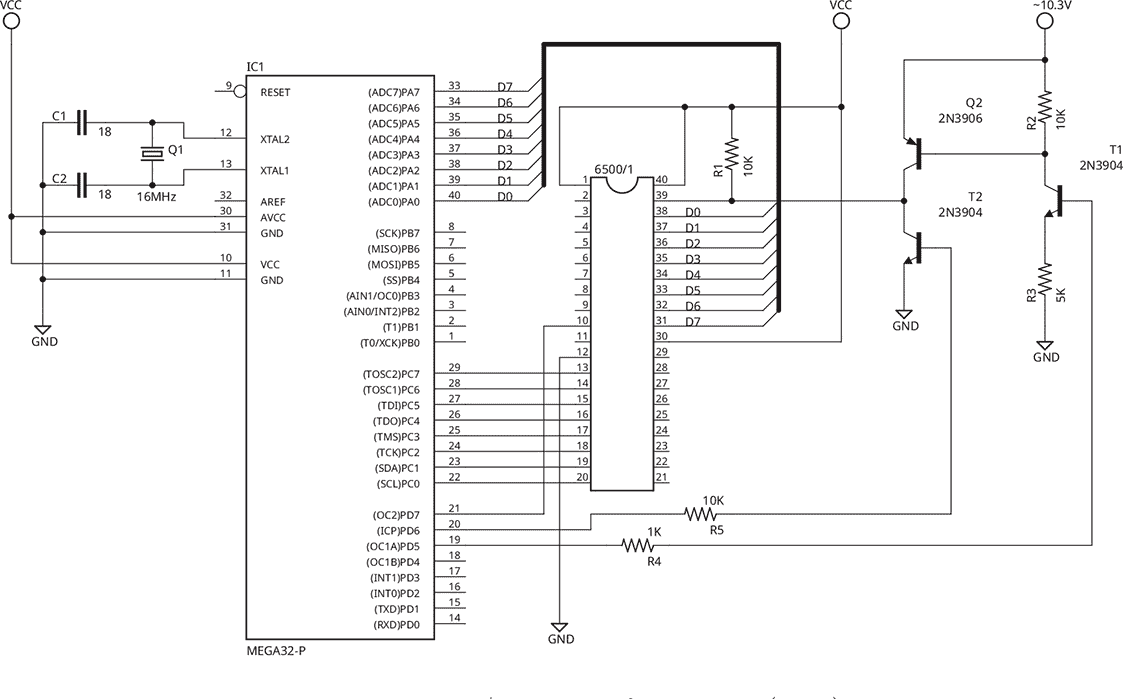 VCC
VCC
~10.3V
IC1
9 RESET
(ADC7)PA7 33 D7
(ADC6)PA6 34 D6
(ADC5)PA5 35 D5
(ADC4)PA4 36 D4
(ADC3)PA3 37 D3
(ADC2)PA2 38 D2
(ADC1)PA1 39 D1
(ADC0)PA0 40 D0
C1
18
12 XTAL2
Q1
16MHz
13 XTAL1
C2
18
32 AREF
30 AVCC
31 GND
10 VCC
11 GND
GND
(SCK)PB7 8
(MISO)PB6 7
(MOSI)PB5 6
(SS)PB4 5
(AIN1/OC0)PB3 4
(AIN0/INT2)PB2 3
(T1)PB1 2
(T0/XCK)PB0 1
(TOSC2)PC7 29
(TOSC1)PC6 28
(TDI)PC5 27
(TDO)PC4 26
(TMS)PC3 25
(TCK)PC2 24
(SDA)PC1 23
(SCL)PC0 22
(OC2)PD7 21
(ICP)PD6 20
(OC1A)PD5 19
(OC1B)PD4 18
(INT1)PD3 17
(INT0)PD2 16
(TXD)PD1 15
(RXD)PD0 14
MEGA32-P
6500/1
1 40
2 39
3 38 D0
4 37 D1
5 36 D2
6 35 D3
7 34 D4
8 33 D5
9 32 D6
10 31 D7
11 30
12 29
13 28
14 27
15 26
16 25
17 24
18 23
19 22
20 21
GND
R1
10K
Q2
2N3906
R2
10K
T1
2N3904
T2
2N3904
GND
R3
5K
GND
10K
R5
1K
R4